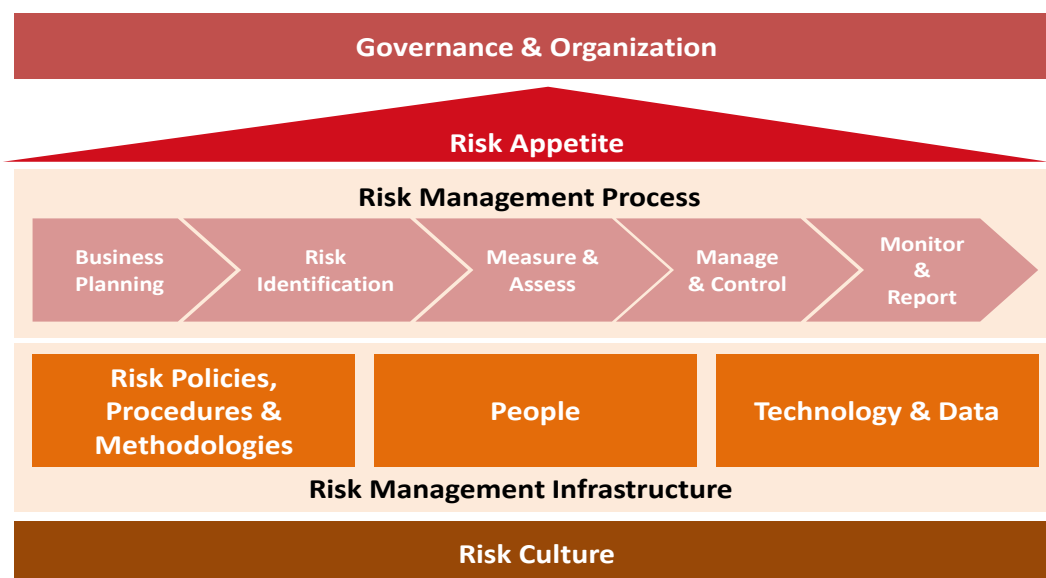 Governance & Organization
Risk Appetite
Risk Management Process
Business
Planning
Risk
Identification
Measure &
Assess
Manage
& Control
Monitor
&
Report
Risk Policies,
Procedures &
Methodologies
People
Technology & Data
Risk Management Infrastructure
Risk Culture